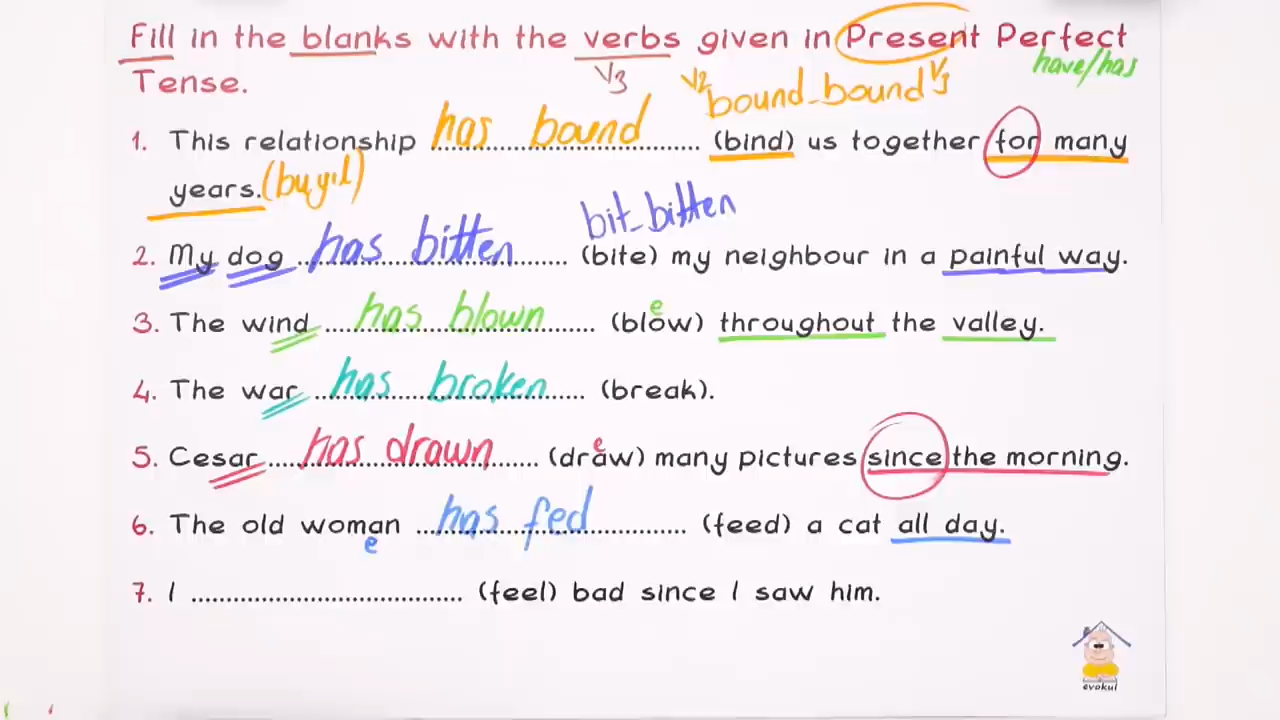 Fill in the blanks with the verbs given in Present Perfect
have/has
Tense.
V3
V2 bound_bound V3
1. This relationship has bound (bind) us together for many
years.
2. My dog has bitten (bite) my neighbour in a painful way.
bit_bitten
3. The wind has blown (blow) throughout the valley.
e
4. The war has broken (break).
5. Cesar has drawn (draw) many pictures since the morning.
e
6. The old woman has fed (feed) a cat all day.
e
7. I .................................. (feel) bad since I saw him.
evokul